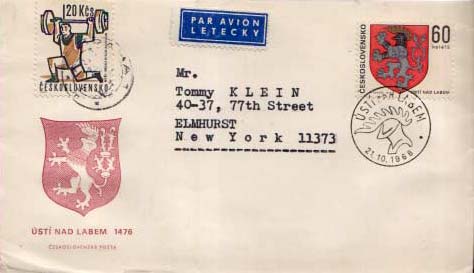 1.20 Kčs
ČESKOSLOVENSKO
PAR AVION
LETECKY
ČESKOSLOVENSKO
60
ÚSTÍ NAD LABEM
Mr.
Tommy KLEIN
40-37, 77th Street
ELMHURST
New York 11373
ÚSTÍ NAD LABEM
21.10.1968
ÚSTÍ NAD LABEM 1476
ČESKOSLOVENSKÁ POŠTA